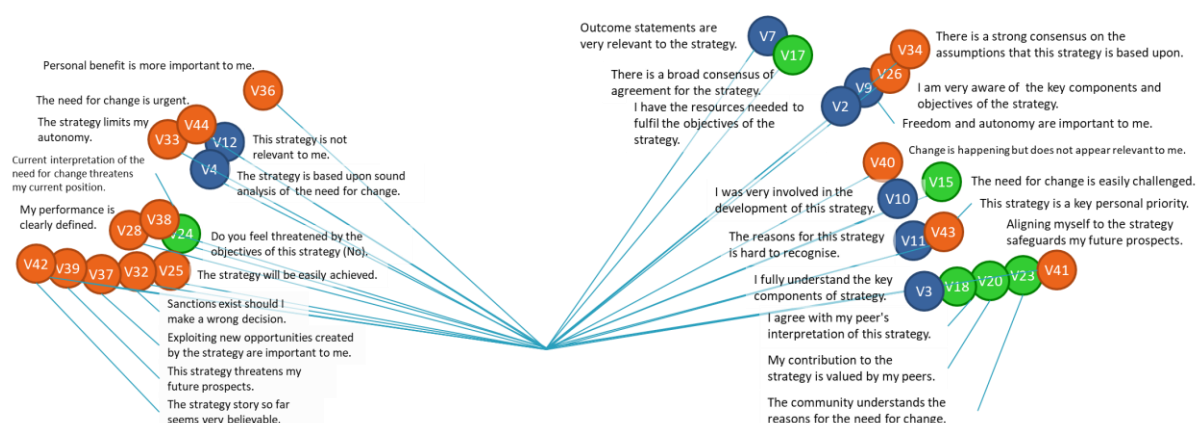 Personal benefit is more important to me.
V36
The need for change is urgent.
V44
The strategy limits my
autonomy.
V33
V12
This strategy is not
relevant to me.
V4
The strategy is based upon sound
analysis of the need for change.
Current interpretation of the
need for change threatens
my current position.
My performance is
clearly defined.
V28
V38
V24
Do you feel threatened by the
objectives of this strategy (No).
V42
V39
V37
V32
V25
The strategy will be easily achieved.
Sanctions exist should I
make a wrong decision.
Exploiting new opportunities created
by the strategy are important to me.
This strategy threatens my
future prospects.
The strategy story so far
seems very believable.
Outcome statements are
very relevant to the strategy.
V7
V17
There is a broad consensus of
agreement for the strategy.
I have the resources needed to
fulfil the objectives of the
strategy.
V34
V26
V9
V2
There is a strong consensus on the
assumptions that this strategy is based upon.
I am very aware of the key components and
objectives of the strategy.
Freedom and autonomy are important to me.
Change is happening but does not appear relevant to me.
V40
V15
V10
The need for change is easily challenged.
I was very involved in the
development of this strategy.
This strategy is a key personal priority.
V11
V43
The reasons for this strategy
is hard to recognise.
Aligning myself to the strategy
safeguards my future prospects.
I fully understand the key
components of strategy.
V3
V18
V20
V23
V41
I agree with my peer's
interpretation of this strategy.
My contribution to the
strategy is valued by my peers.
The community understands the
reasons for the need for change.